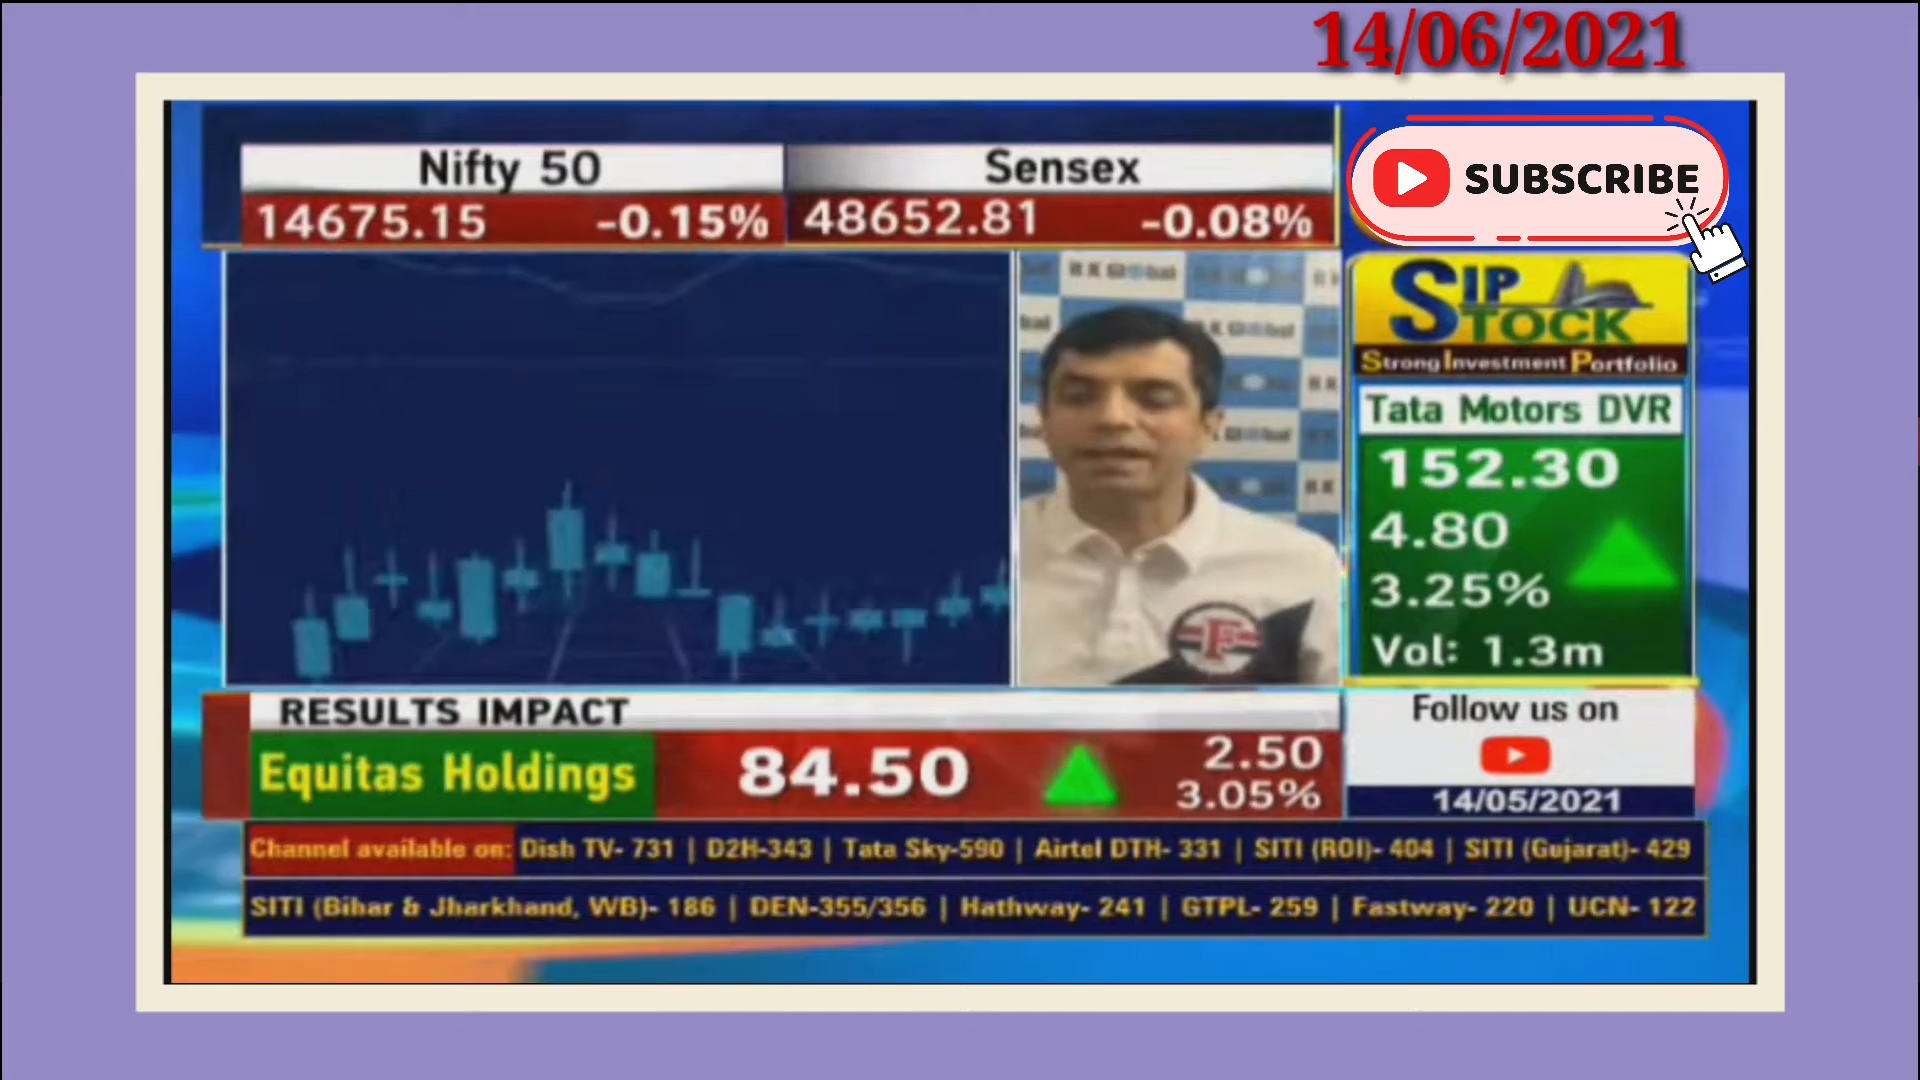 14/06/2021
Nifty 50
14675.15 -0.15%
Sensex
48652.81 -0.08%
SUBSCRIBE
SIP
STOCK
Strong Investment Portfolio
Tata Motors DVR
152.30
4.80
3.25%
Vol: 1.3m
F
RESULTS IMPACT
Equitas Holdings 84.50 2.50
3.05%
Follow us on
14/05/2021
Channel available on: Dish TV- 731 | D2H-343 | Tata Sky-590 | Airtel DTH- 331 | SITI (ROI)- 404 | SITI (Gujarat)- 429
SITI (Bihar & Jharkhand, WB)- 186 | DEN-355/356 | Hathway- 241 | GTPL- 259 | Fastway- 220 | UCN- 122